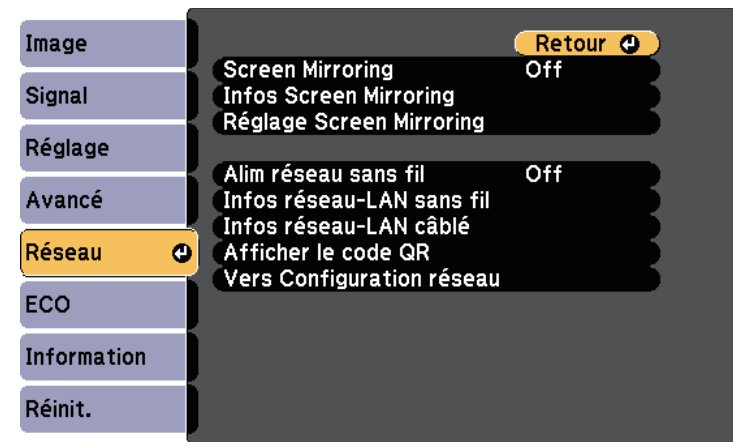 Image
Signal
Réglage
Avancé
Réseau
ECO
Information
Réinit.
Retour
Screen Mirroring Off
Infos Screen Mirroring
Réglage Screen Mirroring
Alim réseau sans fil Off
Infos réseau-LAN sans fil
Infos réseau-LAN câblé
Afficher le code QR
Vers Configuration réseau